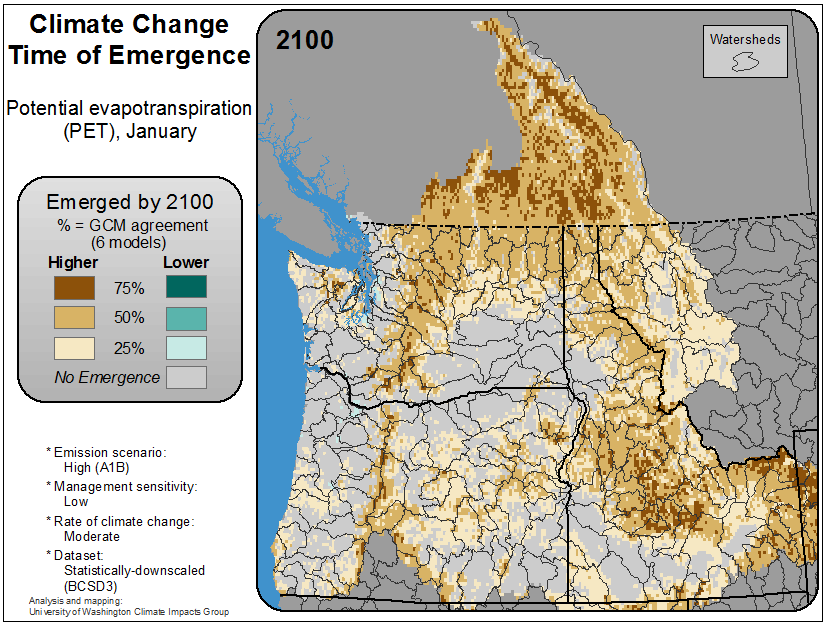 Climate Change
Time of Emergence
Potential evapotranspiration
(PET), January
Emerged by 2100
% = GCM agreement
(6 models)
Higher Lower
75%
50%
25%
No Emergence
* Emission scenario:
High (A1B)
* Management sensitivity:
Low
* Rate of climate change:
Moderate
* Dataset:
Statistically-downscaled
(BCSD3)
Analysis and mapping:
University of Washington Climate Impacts Group
2100
Watersheds